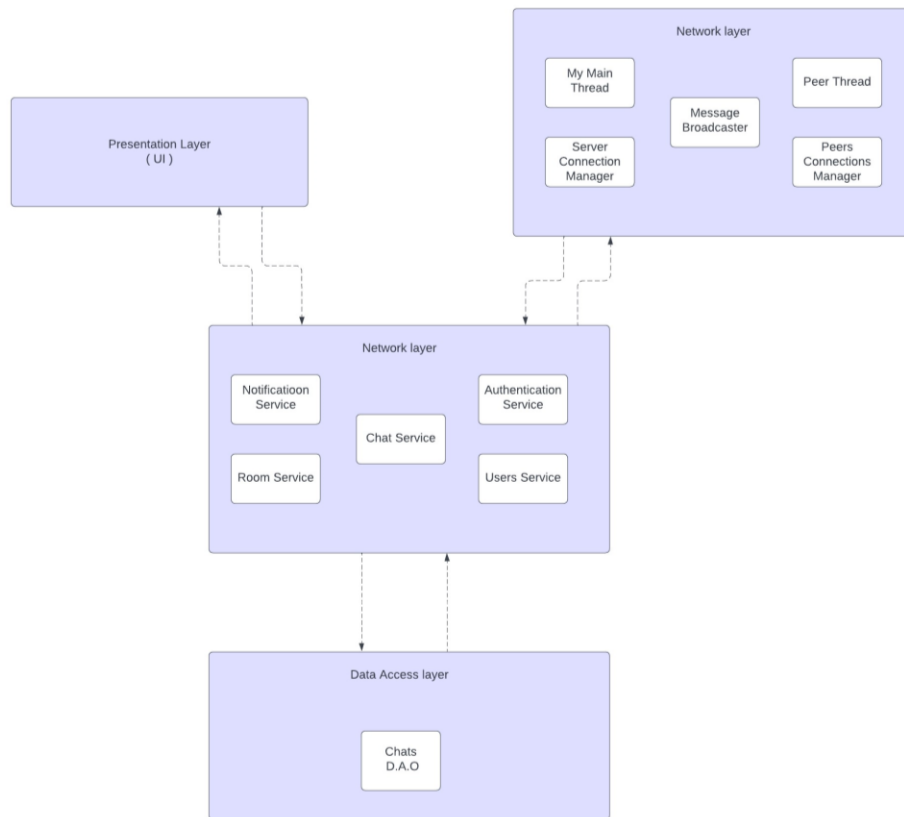 Network layer
My Main
Thread
Peer Thread
Message
Broadcaster
Server
Connection
Manager
Peers
Connections
Manager
Presentation Layer
( UI )
Network layer
Notificatioon
Service
Authentication
Service
Chat Service
Room Service
Users Service
Data Access layer
Chats
D.A.O